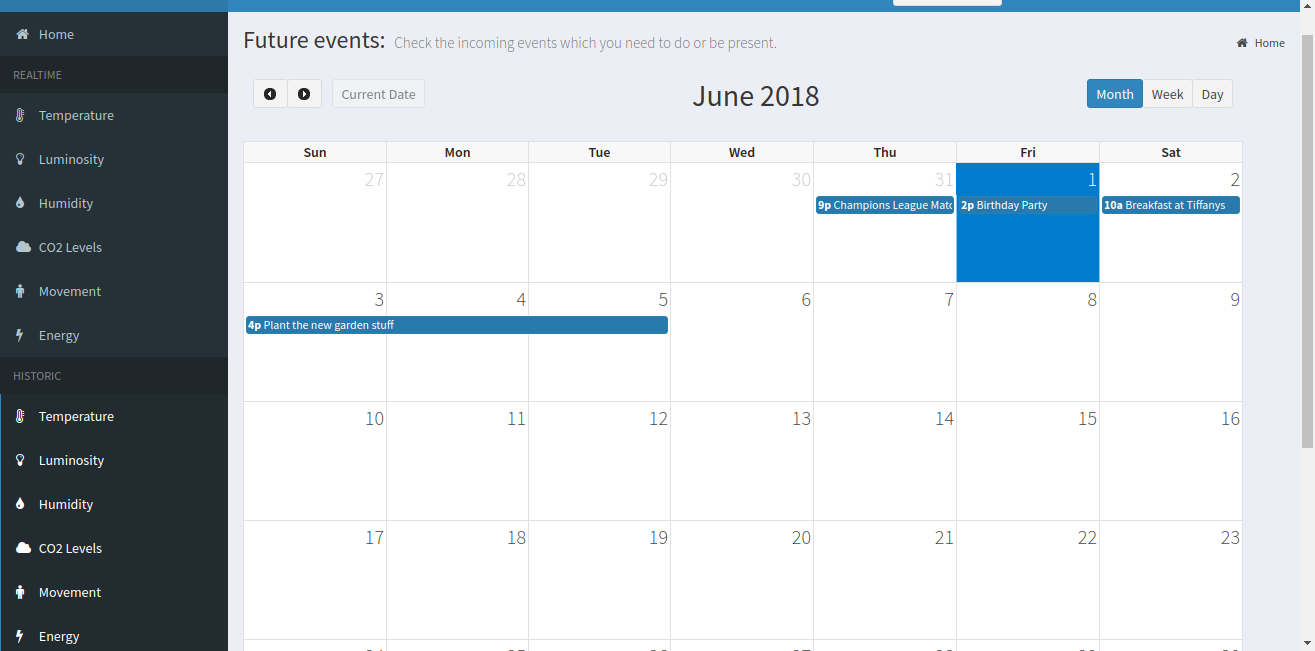 Home
REALTIME
Temperature
Luminosity
Humidity
CO2 Levels
Movement
Energy
HISTORIC
Temperature
Luminosity
Humidity
CO2 Levels
Movement
Energy
Future events: Check the incoming events which you need to do or be present.
Home
Current Date
June 2018
Month Week Day
Sun Mon Tue Wed Thu Fri Sat
27 28 29 30 31 1 2
9p Champions League Matc 2p Birthday Party 10a Breakfast at Tiffanys
3 4 5 6 7 8 9
4p Plant the new garden stuff
10 11 12 13 14 15 16
17 18 19 20 21 22 23